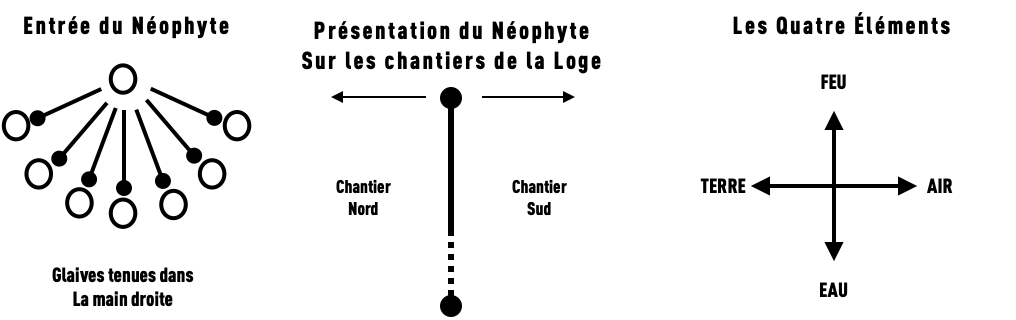 Entrée du Néophyte
Glaives tenues dans
La main droite
Présentation du Néophyte
Sur les chantiers de la Loge
Chantier
Nord
Chantier
Sud
Les Quatre Éléments
FEU
TERRE
AIR
EAU